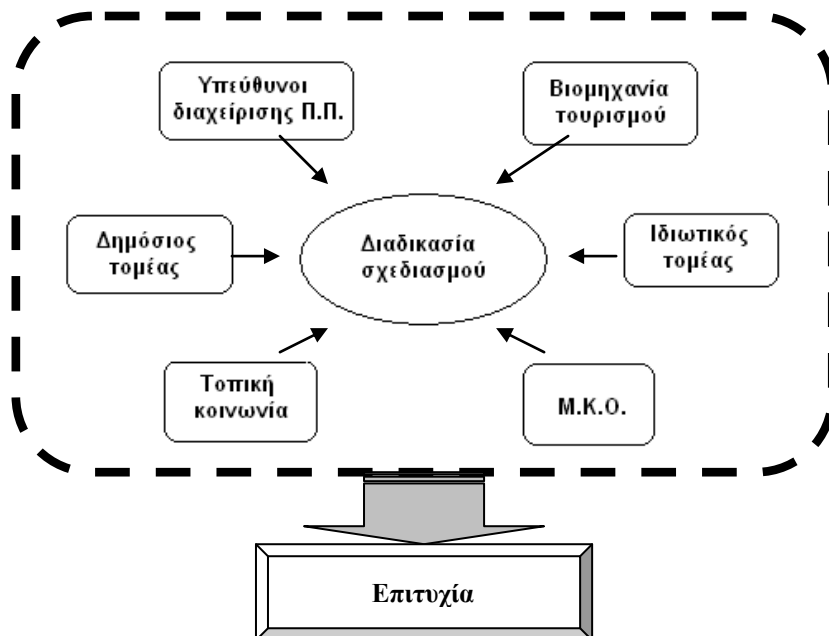 Υπεύθυνοι
διαχείρισης Π.Π.
Βιομηχανία
τουρισμού
Δημόσιος
τομέας
Διαδικασία
σχεδιασμού
Ιδιωτικός
τομέας
Τοπική
κοινωνία
Μ.Κ.Ο.
Επιτυχία